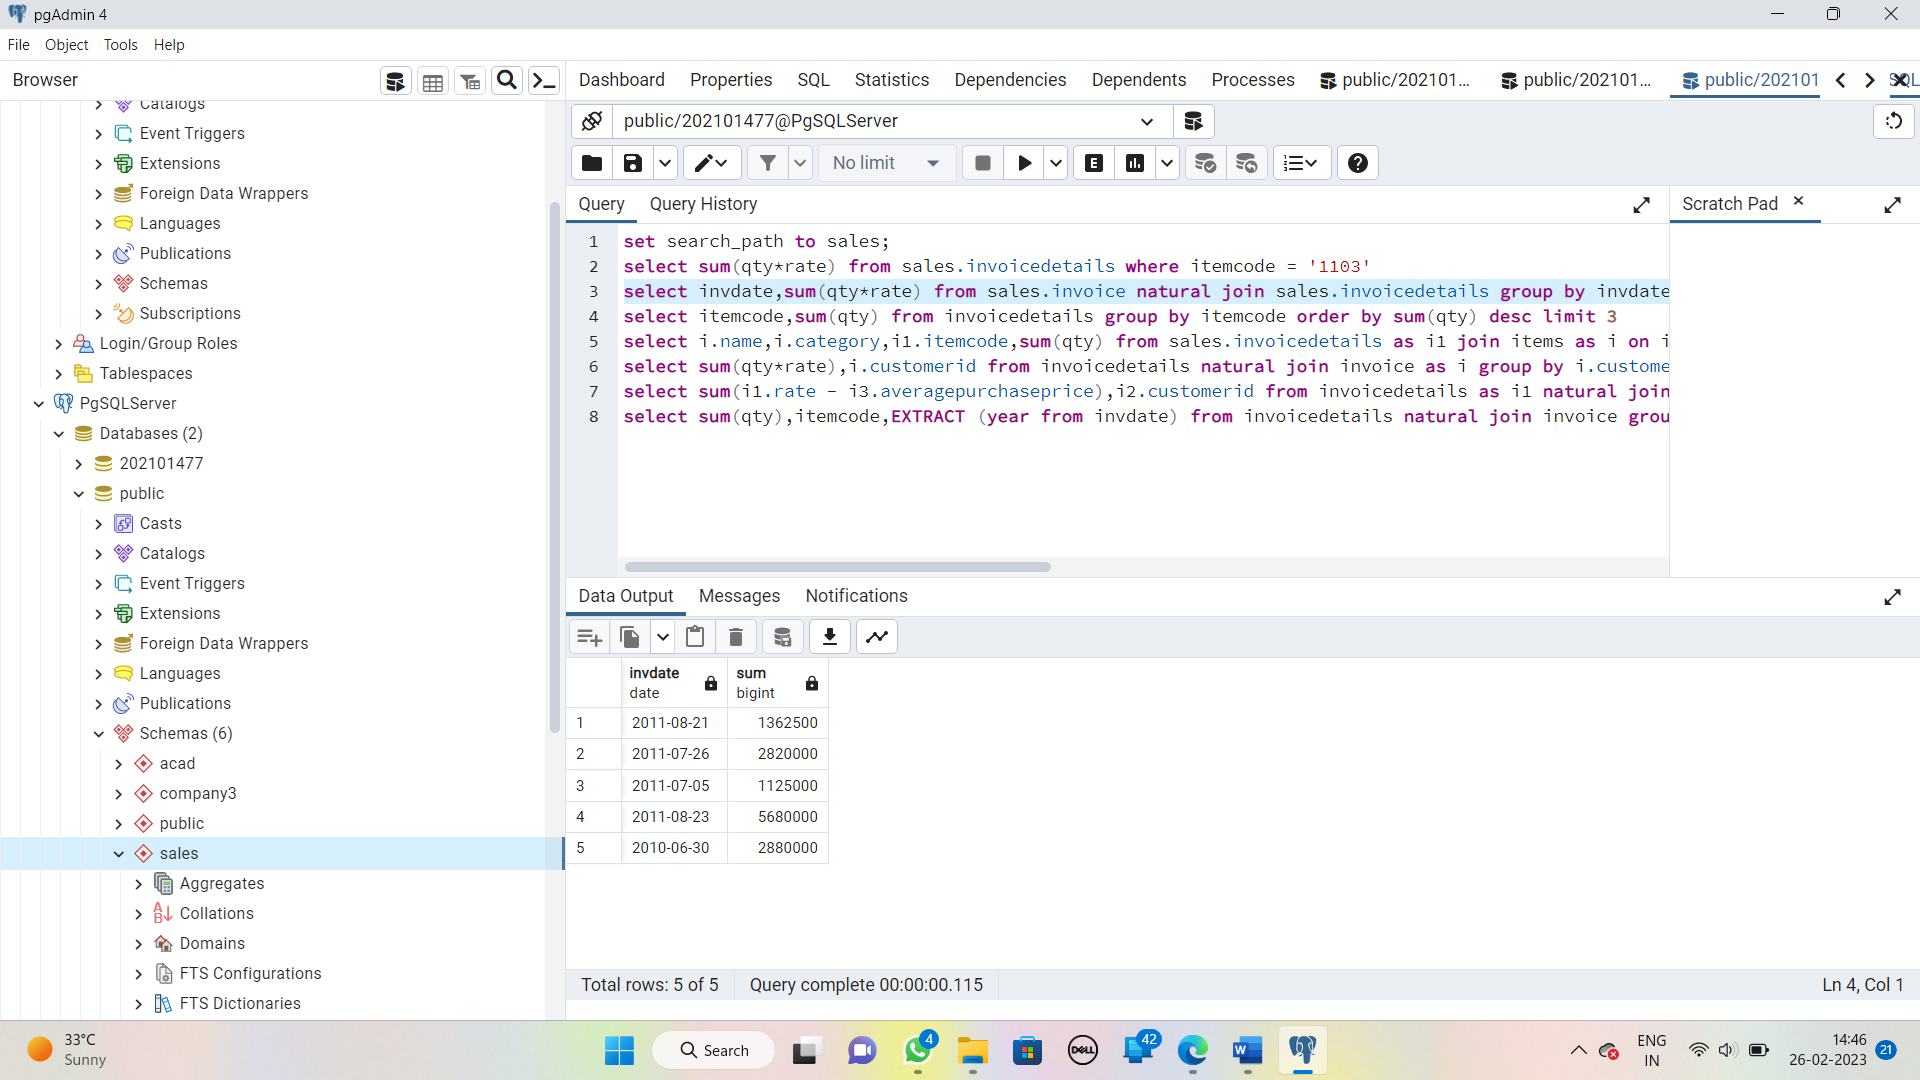 pgAdmin 4
File Object Tools Help
Browser
Dashboard Properties SQL Statistics Dependencies Dependents Processes public/202101... public/202101... public/202101 SQL
public/202101477@PgSQLServer
No limit
Query Query History
Scratch Pad
1 set search_path to sales;
2 select sum(qty*rate) from sales.invoicedetails where itemcode = '1103'
3 select invdate,sum(qty*rate) from sales.invoice natural join sales.invoicedetails group by invdate
4 select itemcode,sum(qty) from invoicedetails group by itemcode order by sum(qty) desc limit 3
5 select i.name,i.category,i1.itemcode,sum(qty) from sales.invoicedetails as i1 join items as i on i
6 select sum(qty*rate),i.customerid from invoicedetails natural join invoice as i group by i.custome
7 select sum(i1.rate - i3.averagepurchaseprice),i2.customerid from invoicedetails as i1 natural join
8 select sum(qty),itemcode,EXTRACT (year from invdate) from invoicedetails natural join invoice grou
Catalogs
Event Triggers
Extensions
Foreign Data Wrappers
Languages
Publications
Schemas
Subscriptions
Login/Group Roles
Tablespaces
PgSQLServer
Databases (2)
202101477
public
Casts
Catalogs
Event Triggers
Extensions
Foreign Data Wrappers
Languages
Publications
Schemas (6)
acad
company3
public
sales
Aggregates
Collations
Domains
FTS Configurations
FTS Dictionaries
Data Output Messages Notifications
invdate sum
date bigint
1 2011-08-21 1362500
2 2011-07-26 2820000
3 2011-07-05 1125000
4 2011-08-23 5680000
5 2010-06-30 2880000
Total rows: 5 of 5 Query complete 00:00:00.115 Ln 4, Col 1
33°C
Sunny
Search
4
DELL
42
ENG
IN
14:46
26-02-2023
21